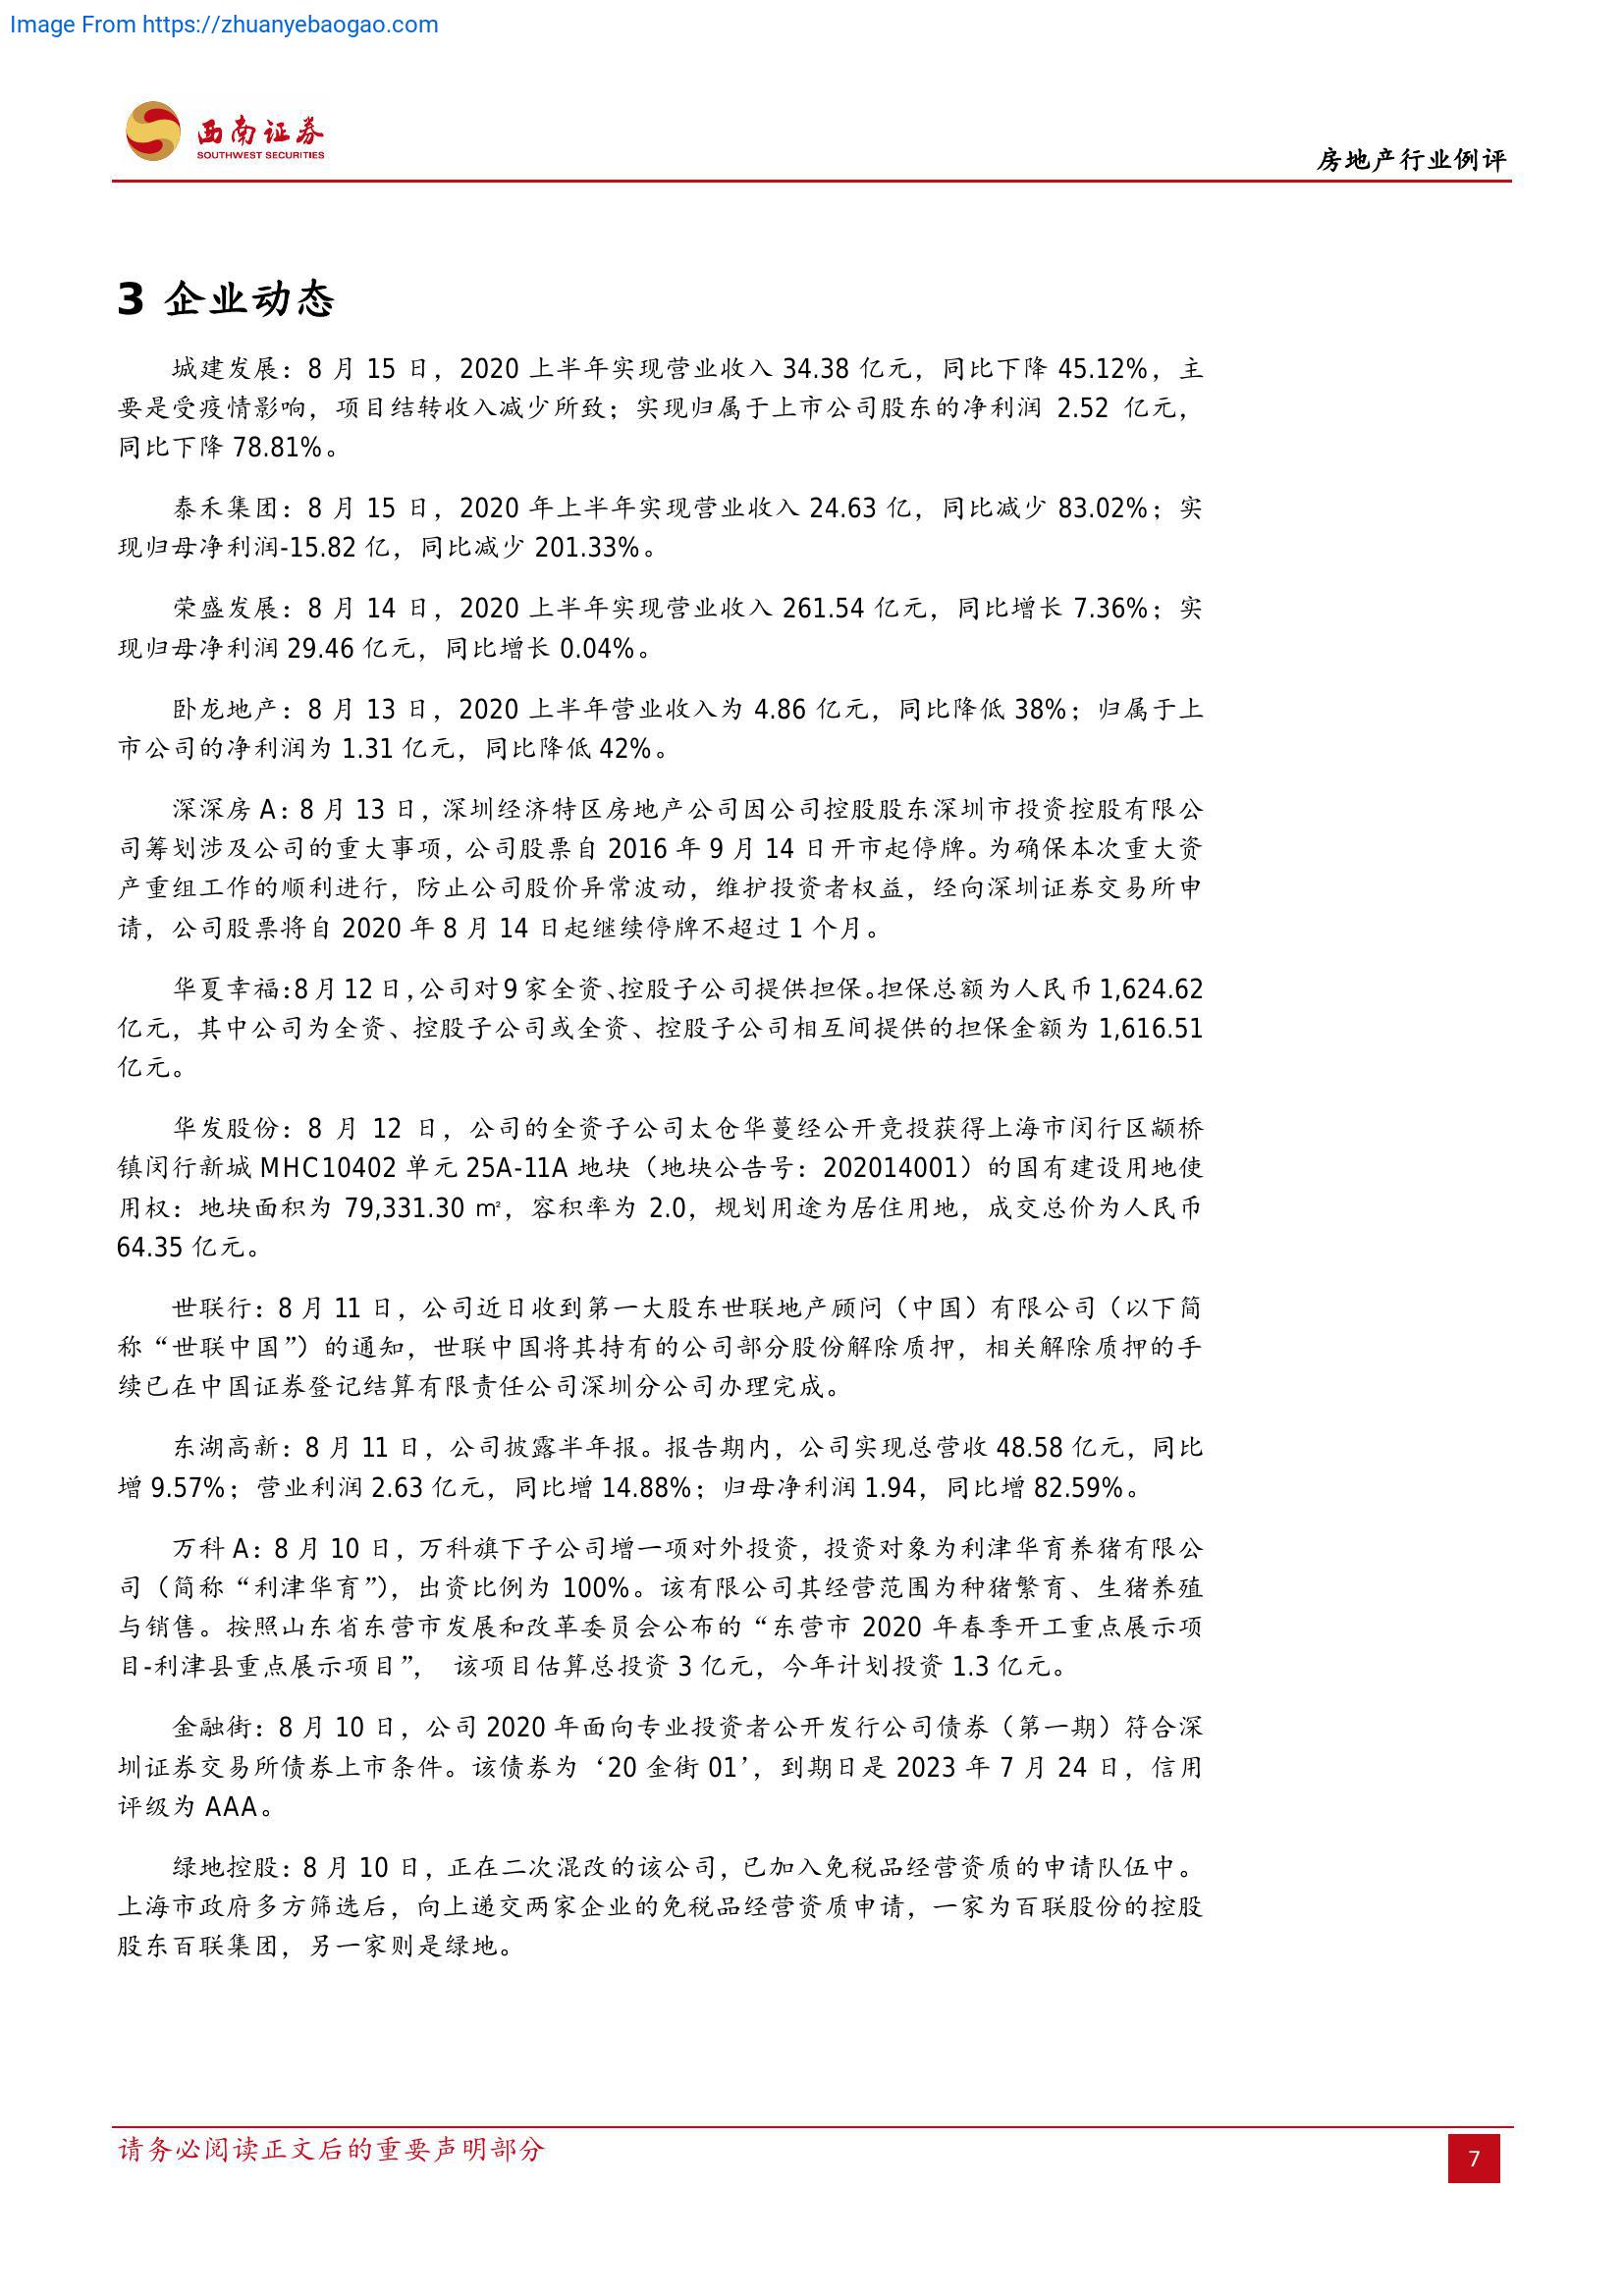 Image From https://zhuanyebaogao.com
西南证券
SOUTHWEST SECURITIES
房地产行业例评
3 企业动态
城建发展：8 月 15 日，2020 上半年实现营业收入 34.38 亿元，同比下降 45.12%，主
要是受疫情影响，项目结转收入减少所致；实现归属于上市公司股东的净利润 2.52 亿元，
同比下降 78.81%。
泰禾集团：8 月 15 日，2020 年上半年实现营业收入 24.63 亿，同比减少 83.02%；实
现归母净利润-15.82 亿，同比减少 201.33%。
荣盛发展：8 月 14 日，2020 上半年实现营业收入 261.54 亿元，同比增长 7.36%；实
现归母净利润 29.46 亿元，同比增长 0.04%。
卧龙地产：8 月 13 日，2020 上半年营业收入为 4.86 亿元，同比降低 38%；归属于上
市公司的净利润为 1.31 亿元，同比降低 42%。
深深房 A：8 月 13 日，深圳经济特区房地产公司因公司控股股东深圳市投资控股有限公
司筹划涉及公司的重大事项，公司股票自 2016 年 9 月 14 日开市起停牌。为确保本次重大资
产重组工作的顺利进行，防止公司股价异常波动，维护投资者权益，经向深圳证券交易所申
请，公司股票将自 2020 年 8 月 14 日起继续停牌不超过 1 个月。
华夏幸福：8 月 12 日，公司对 9 家全资、控股子公司提供担保。担保总额为人民币 1,624.62
亿元，其中公司为全资、控股子公司或全资、控股子公司相互间提供的担保金额为 1,616.51
亿元。
华发股份：8 月 12 日，公司的全资子公司太仓华蔓经公开竞投获得上海市闵行区颛桥
镇闵行新城 MHC10402 单元 25A-11A 地块（地块公告号：202014001）的国有建设用地使
用权：地块面积为 79,331.30 ㎡，容积率为 2.0，规划用途为居住用地，成交总价为人民币
64.35 亿元。
世联行：8 月 11 日，公司近日收到第一大股东世联地产顾问（中国）有限公司（以下简
称“世联中国”）的通知，世联中国将其持有的公司部分股份解除质押，相关解除质押的手
续已在中国证券登记结算有限责任公司深圳分公司办理完成。
东湖高新：8 月 11 日，公司披露半年报。报告期内，公司实现总营收 48.58 亿元，同比
增 9.57%；营业利润 2.63 亿元，同比增 14.88%；归母净利润 1.94，同比增 82.59%。
万科 A：8 月 10 日，万科旗下子公司增一项对外投资，投资对象为利津华育养猪有限公
司（简称“利津华育”），出资比例为 100%。该有限公司其经营范围为种猪繁育、生猪养殖
与销售。按照山东省东营市发展和改革委员会公布的“东营市 2020 年春季开工重点展示项
目-利津县重点展示项目”， 该项目估算总投资 3 亿元，今年计划投资 1.3 亿元。
金融街：8 月 10 日，公司 2020 年面向专业投资者公开发行公司债券（第一期）符合深
圳证券交易所债券上市条件。该债券为‘20 金街 01’，到期日是 2023 年 7 月 24 日，信用
评级为 AAA。
绿地控股：8 月 10 日，正在二次混改的该公司，已加入免税品经营资质的申请队伍中。
上海市政府多方筛选后，向上递交两家企业的免税品经营资质申请，一家为百联股份的控股
股东百联集团，另一家则是绿地。
请务必阅读正文后的重要声明部分
7